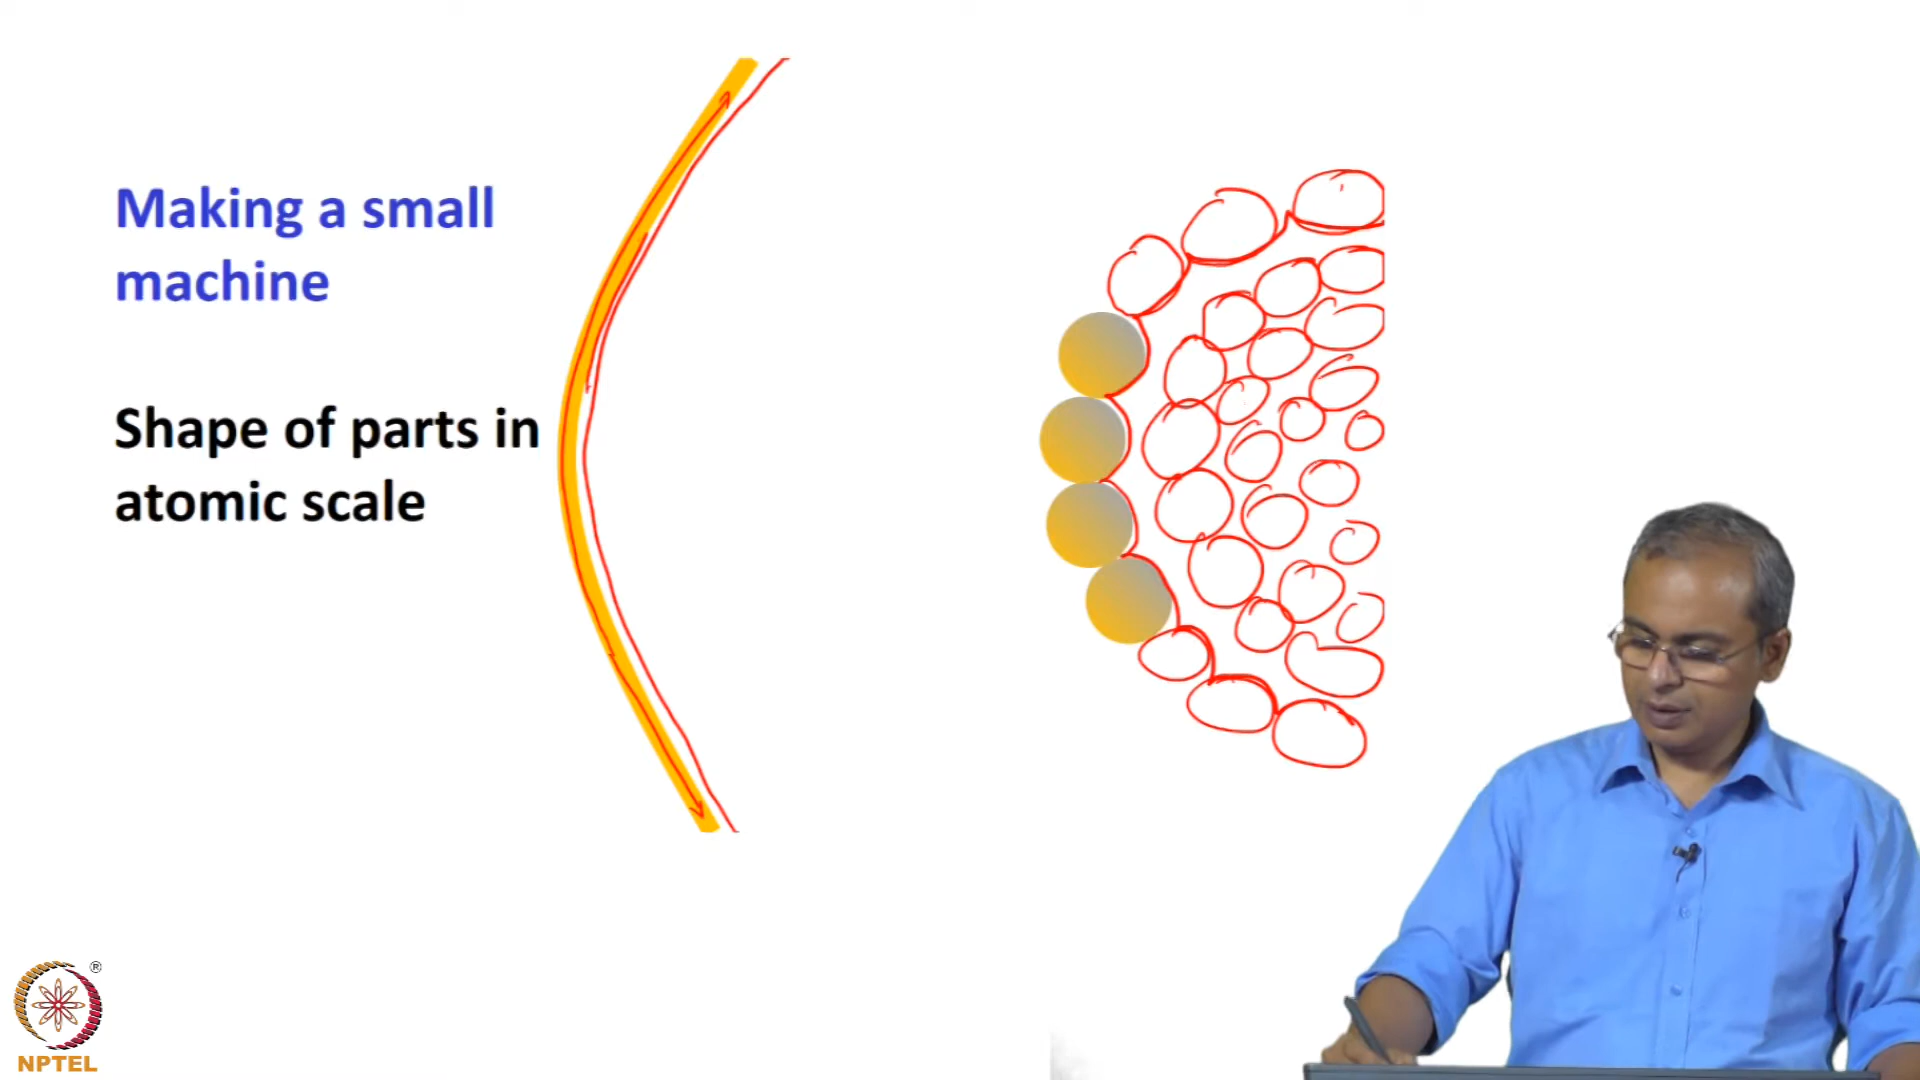 Making a small
machine
Shape of parts in
atomic scale
®
NPTEL